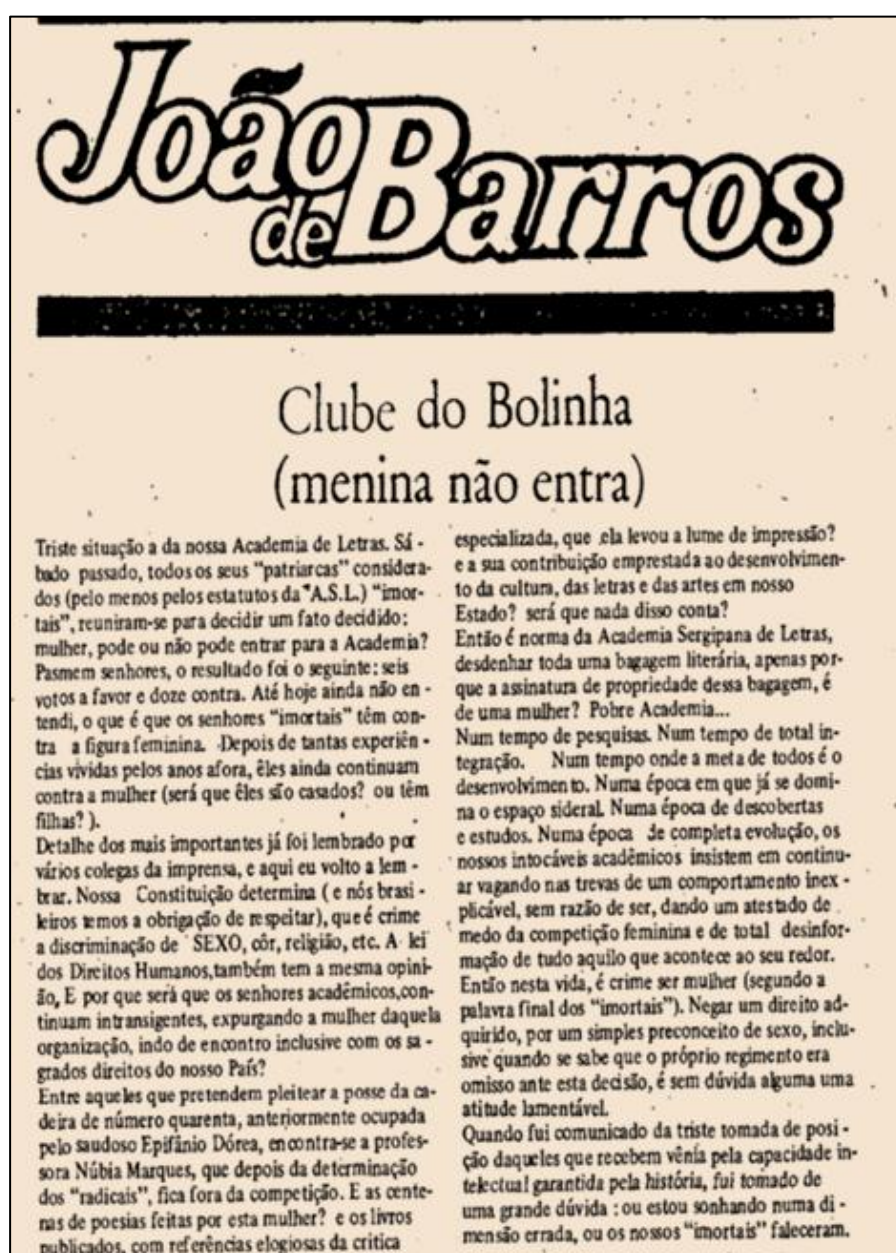 João
de Barros
Clube do Bolinha
(menina não entra)
Triste situação a da nossa Academia de Letras. Sá -
bado passado, todos os seus “patriarcas” considera-
dos (pelo menos pelos estatutos da A.S.L.) “imor-
tais”, reuniram-se para decidir um fato decidido:
mulher, pode ou não pode entrar para a Academia?
Pasmem senhores, o resultado foi o seguinte: seis
votos a favor e doze contra. Até hoje ainda não en -
tendi, o que é que os senhores “imortais” têm con-
tra a figura feminina. Depois de tantas experiên -
cias vividas pelos anos afora, êles ainda continuam
contra a mulher (será que êles são casados? ou têm
filhas? ).
Detalhe dos mais importantes já foi lembrado por
vários colegas da imprensa, e aqui eu volto a lem -
brar. Nossa Constituição determina ( e nós brasi -
leiros temos a obrigação de respeitar), que é crime
a discriminação de SEXO, côr, religião, etc. A lei
dos Direitos Humanos,também tem a mesma opini-
ão, E por que será que os senhores acadêmicos,con-
tinuam intransigentes, expurgando a mulher daquela
organização, indo de encontro inclusive com os sa -
grados direitos do nosso País?
Entre aqueles que pretendem pleitear a posse da ca-
deira de número quarenta, anteriormente ocupada
pelo saudoso Epifânio Dórea, encontra-se a profes-
sora Núbia Marques, que depois da determinação
dos “radicais”, fica fora da competição. E as cente-
nas de poesias feitas por esta mulher? e os livros
publicados, com referências elogiosas da critica
especializada, que ela levou a lume de impressão?
e a sua contribuição emprestada ao desenvolvimen-
to da cultura, das letras e das artes em nosso
Estado? será que nada disso conta?
Então é norma da Academia Sergipana de Letras,
desdenhar toda uma bagagem literária, apenas por-
que a assinatura de propriedade dessa bagagem, é
de uma mulher? Pobre Academia...
Num tempo de pesquisas. Num tempo de total in-
tegração. Num tempo onde a meta de todos é o
desenvolvimento. Numa época em que já se domi-
na o espaço sideral. Numa época de descobertas
e estudos. Numa época de completa evolução, os
nossos intocáveis acadêmicos insistem em continu-
ar vagando nas trevas de um comportamento inex -
plicável, sem razão de ser, dando um atestado de
medo da competição feminina e de total desinfor-
mação de tudo aquilo que acontece ao seu redor.
Então nesta vida, é crime ser mulher (segundo a
palavra final dos “imortais”). Negar um direito ad-
quirido, por um simples preconceito de sexo, inclu-
sive quando se sabe que o próprio regimento era
omisso ante esta decisão, é sem dúvida alguma uma
atitude lamentável.
Quando fui comunicado da triste tomada de posi -
ção daqueles que recebem vênia pela capacidade in-
telectual garantida pela história, fui tomado de
uma grande dúvida : ou estou sonhando numa di -
mensão errada, ou os nossos “imortais” faleceram.